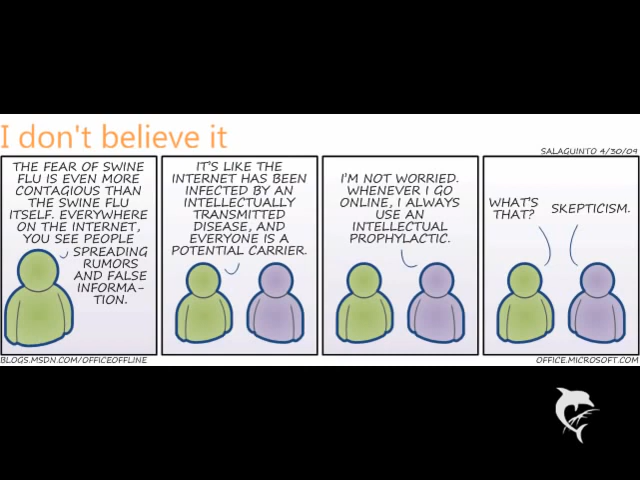 I don't believe it
SALAGUINTO 4/30/09
THE FEAR OF SWINE
FLU IS EVEN MORE
CONTAGIOUS THAN
THE SWINE FLU
ITSELF. EVERYWHERE
ON THE INTERNET,
YOU SEE PEOPLE
SPREADING
RUMORS
AND FALSE
INFORMA-
TION.
IT'S LIKE THE
INTERNET HAS BEEN
INFECTED BY AN
INTELLECTUALLY
TRANSMITTED
DISEASE, AND
EVERYONE IS A
POTENTIAL CARRIER.
I'M NOT WORRIED.
WHENEVER I GO
ONLINE, I ALWAYS
USE AN
INTELLECTUAL
PROPHYLACTIC.
WHAT'S
THAT?
SKEPTICISM.
BLOGS.MSDN.COM/OFFICEOFFLINE
OFFICE.MICROSOFT.COM